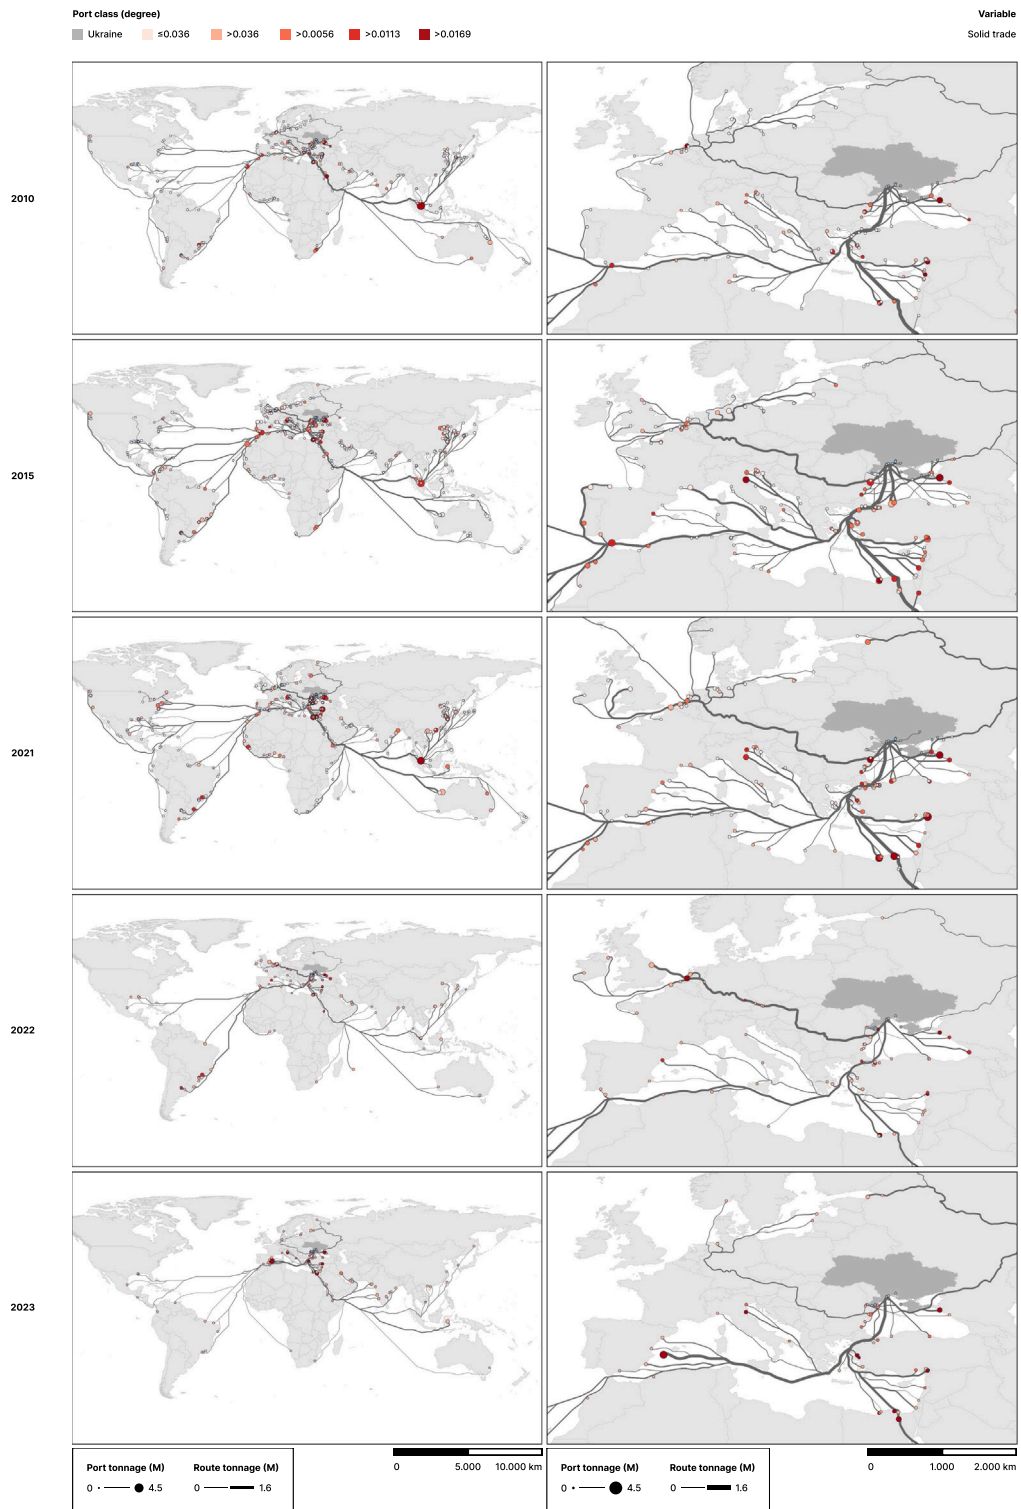 Port class (degree)
Variable
Ukraine ≤0.036 >0.036 >0.0056 >0.0113 >0.0169
Solid trade
2010
2015
2021
2022
2023
Port tonnage (M) Route tonnage (M)
0 4.5 0 1.6
0 5.000 10.000 km
Port tonnage (M) Route tonnage (M)
0 4.5 0 1.6
0 1.000 2.000 km